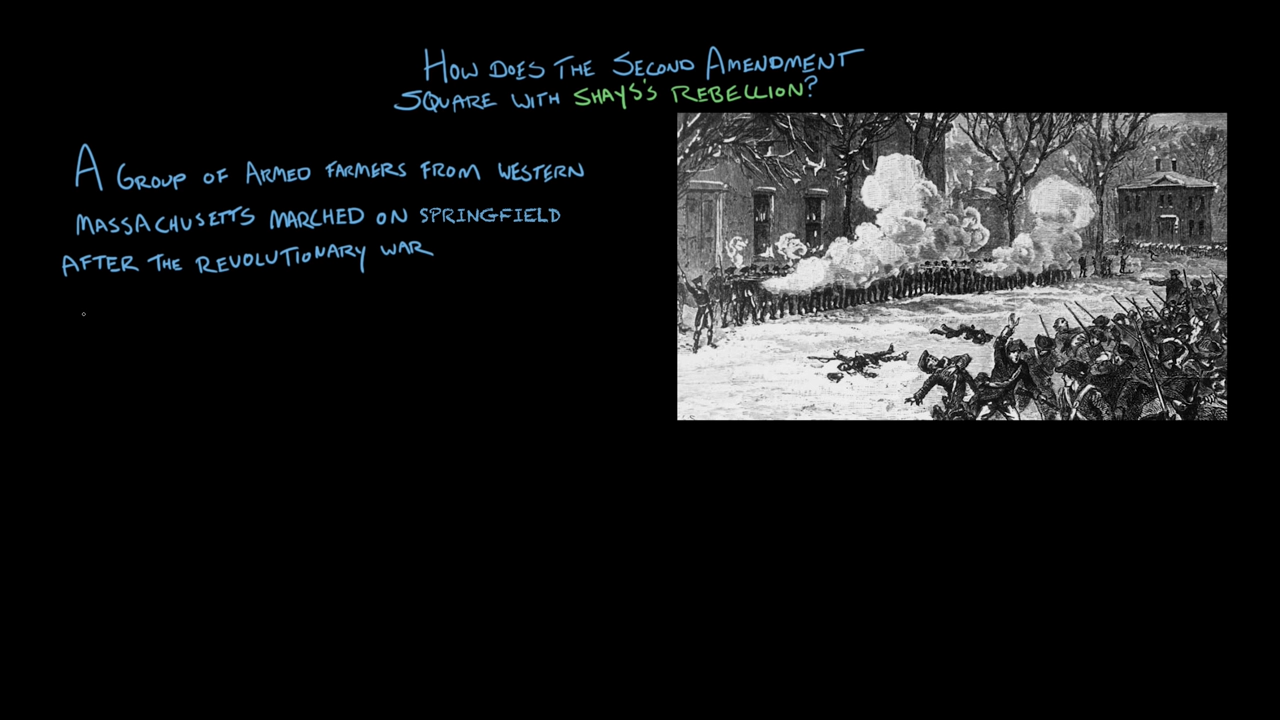 HOW DOES THE SECOND AMENDMENT
SQUARE WITH SHAYS'S REBELLION?
A GROUP OF ARMED FARMERS FROM WESTERN
MASSACHUSETTS MARCHED ON SPRINGFIELD
AFTER THE REVOLUTIONARY WAR